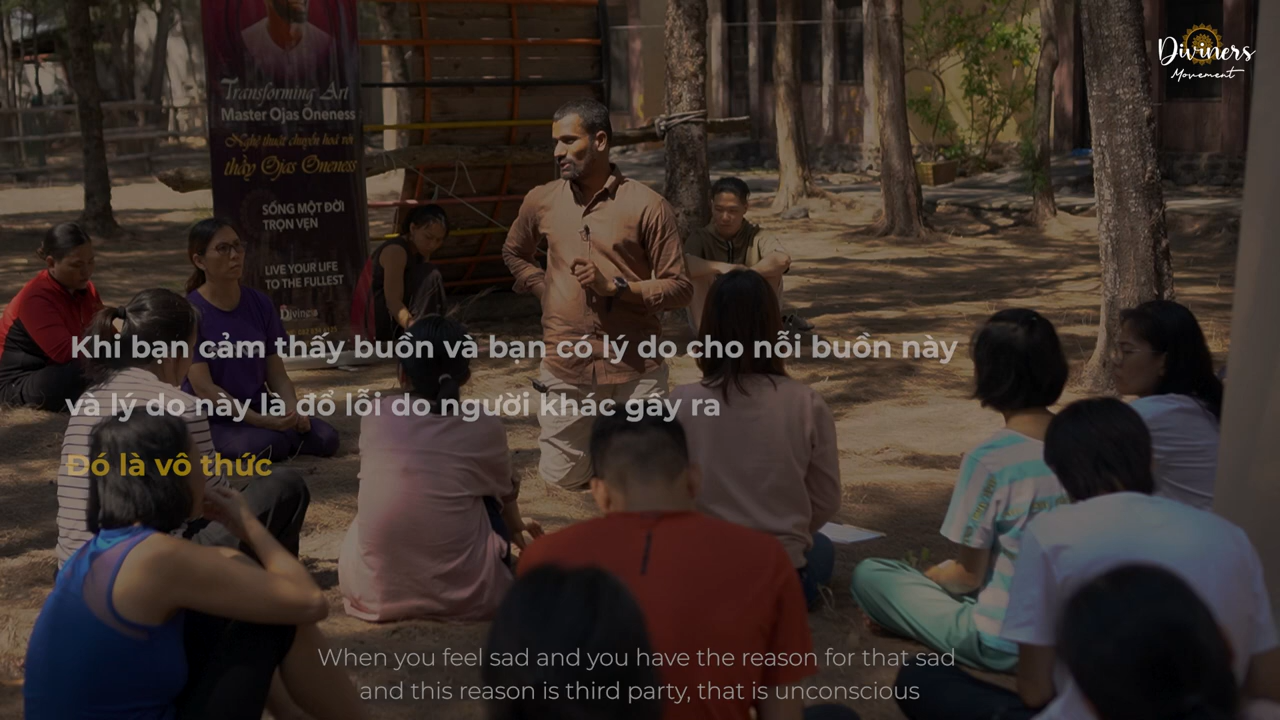 Diviners
Movement
Transforming Art
Master Ojas Oneness
Nghệ thuật chuyển hoá với
thầy Ojas Oneness
SỐNG MỘT ĐỜI
TRỌN VẸN
LIVE YOUR LIFE
TO THE FULLEST
Khi bạn cảm thấy buồn và bạn có lý do cho nỗi buồn này
và lý do này là đổ lỗi do người khác gây ra
Đó là vô thức
When you feel sad and you have the reason for that sad
and this reason is third party, that is unconscious